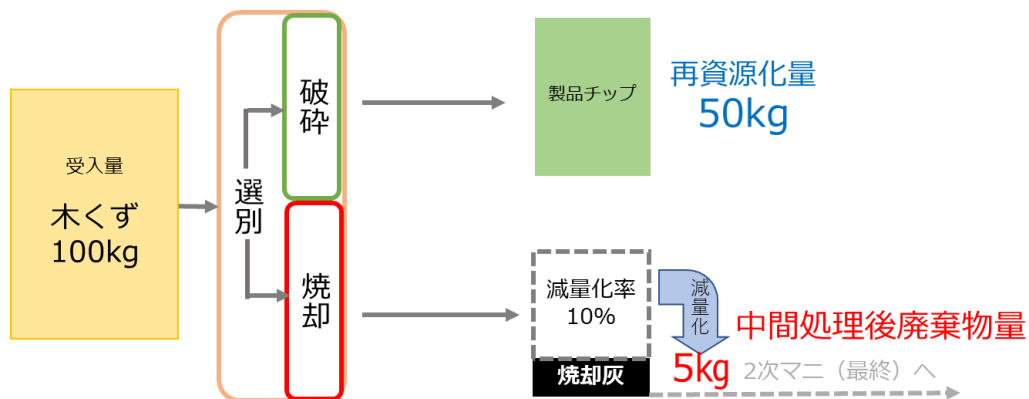 受入量
木くず
100kg
選別
破砕
焼却
製品チップ
再資源化量
50kg
減量化率
10%
焼却灰
減量化
中間処理後廃棄物量
5kg
2次マニ（最終）へ